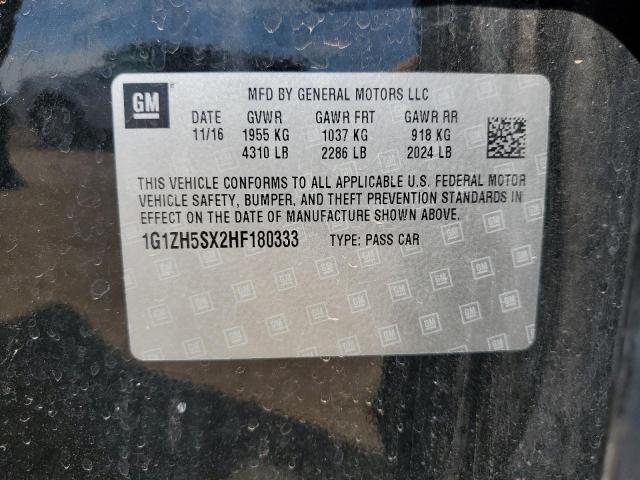 GM
MFD BY GENERAL MOTORS LLC
DATE GVWR GAWR FRT GAWR RR
11/16 1955 KG 1037 KG 918 KG
4310 LB 2286 LB 2024 LB
THIS VEHICLE CONFORMS TO ALL APPLICABLE U.S. FEDERAL MOTOR
VEHICLE SAFETY, BUMPER, AND THEFT PREVENTION STANDARDS IN
EFFECT ON THE DATE OF MANUFACTURE SHOWN ABOVE.
1G1ZH5SX2HF180333 TYPE: PASS CAR